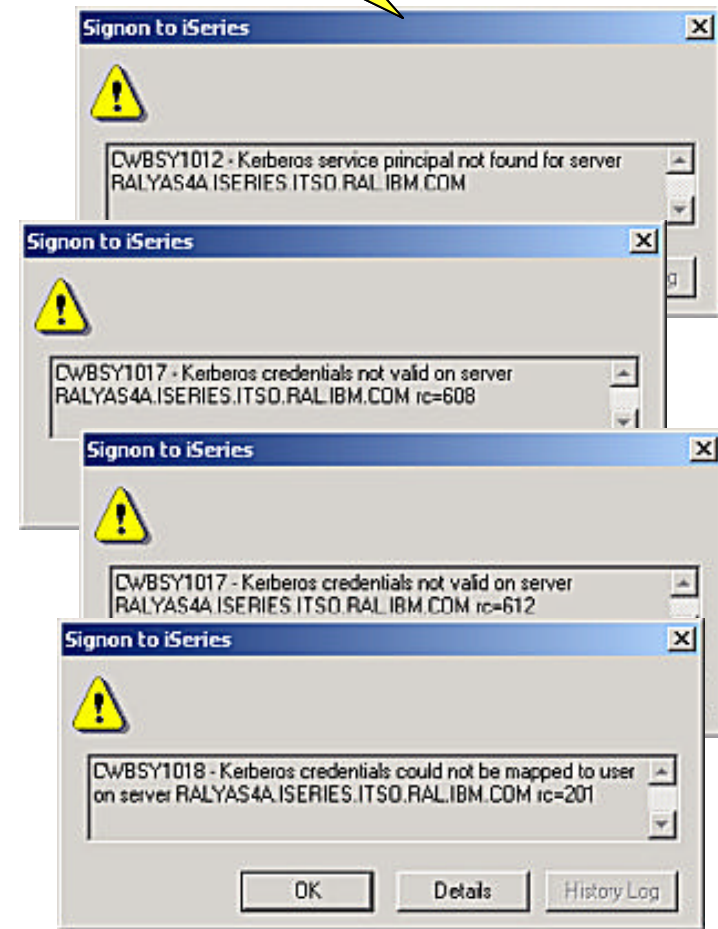 Signon to iSeries
CWBSY1012 - Kerberos service principal not found for server
RALYAS4A.ISERIES.ITSO.RAL.IBM.COM
Signon to iSeries
g
CWBSY1017 - Kerberos credentials not valid on server
RALYAS4A.ISERIES.ITSO.RAL.IBM.COM rc=608
Signon to iSeries
CWBSY1017 - Kerberos credentials not valid on server
RALYAS4A.ISERIES.ITSO.RAL.IBM.COM rc=612
Signon to iSeries
CWBSY1018 - Kerberos credentials could not be mapped to user
on server RALYAS4A.ISERIES.ITSO.RAL.IBM.COM rc=201
OK Details History Log